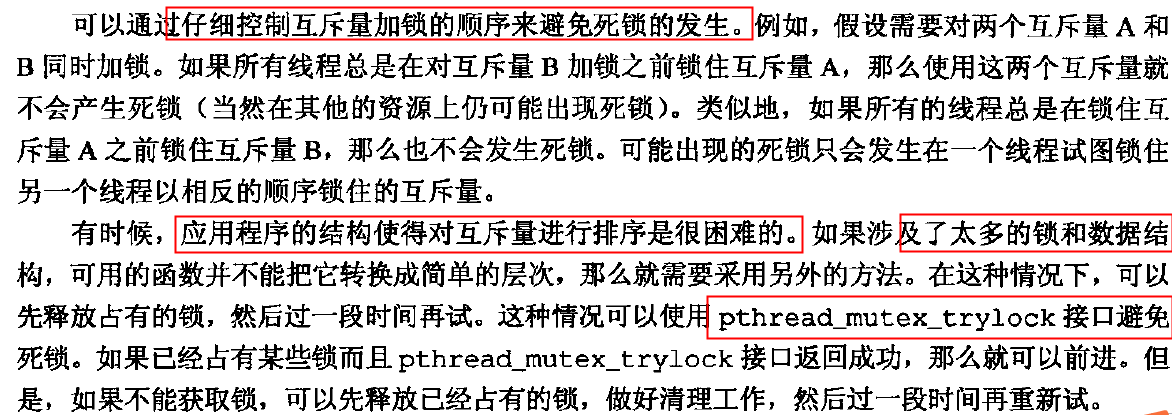 可以通过仔细控制互斥量加锁的顺序来避免死锁的发生。例如，假设需要对两个互斥量 A 和
B 同时加锁。如果所有线程总是在对互斥量 B 加锁之前锁住互斥量 A，那么使用这两个互斥量就
不会产生死锁（当然在其他的资源上仍可能出现死锁）。类似地，如果所有的线程总是在锁住互
斥量 A 之前锁住互斥量 B，那么也不会发生死锁。可能出现的死锁只会发生在一个线程试图锁住
另一个线程以相反的顺序锁住的互斥量。
有时候，应用程序的结构使得对互斥量进行排序是很困难的。如果涉及了太多的锁和数据结
构，可用的函数并不能把它转换成简单的层次，那么就需要采用另外的方法。在这种情况下，可以
先释放占有的锁，然后过一段时间再试。这种情况可以使用 pthread_mutex_trylock 接口避免
死锁。如果已经占有某些锁而且 pthread_mutex_trylock 接口返回成功，那么就可以前进。但
是，如果不能获取锁，可以先释放已经占有的锁，做好清理工作，然后过一段时间再重新试。